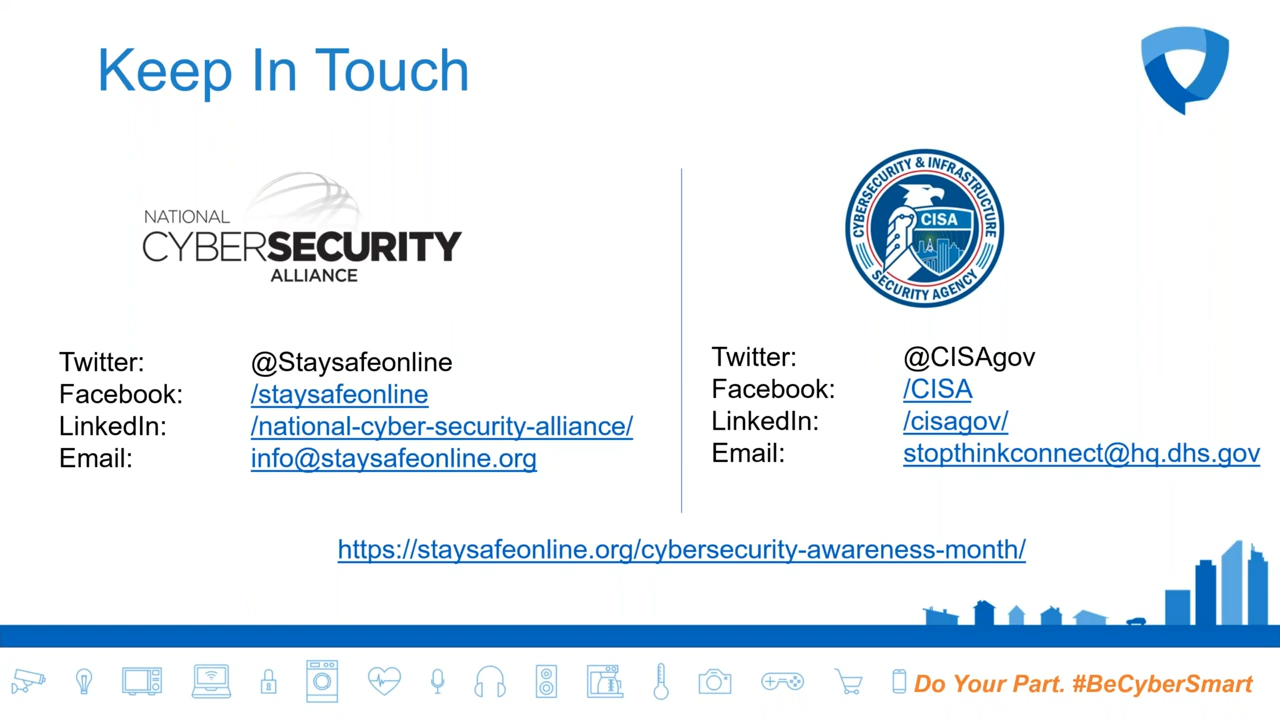 Keep In Touch
NATIONAL
CYBERSECURITY
ALLIANCE
Twitter: @Staysafeonline
Facebook: /staysafeonline
LinkedIn: /national-cyber-security-alliance/
Email: info@staysafeonline.org
CYBERSECURITY & INFRASTRUCTURE
CISA
SECURITY AGENCY
Twitter: @CISAgov
Facebook: /CISA
LinkedIn: /cisagov/
Email: stopthinkconnect@hq.dhs.gov
https://staysafeonline.org/cybersecurity-awareness-month/
Do Your Part. #BeCyberSmart